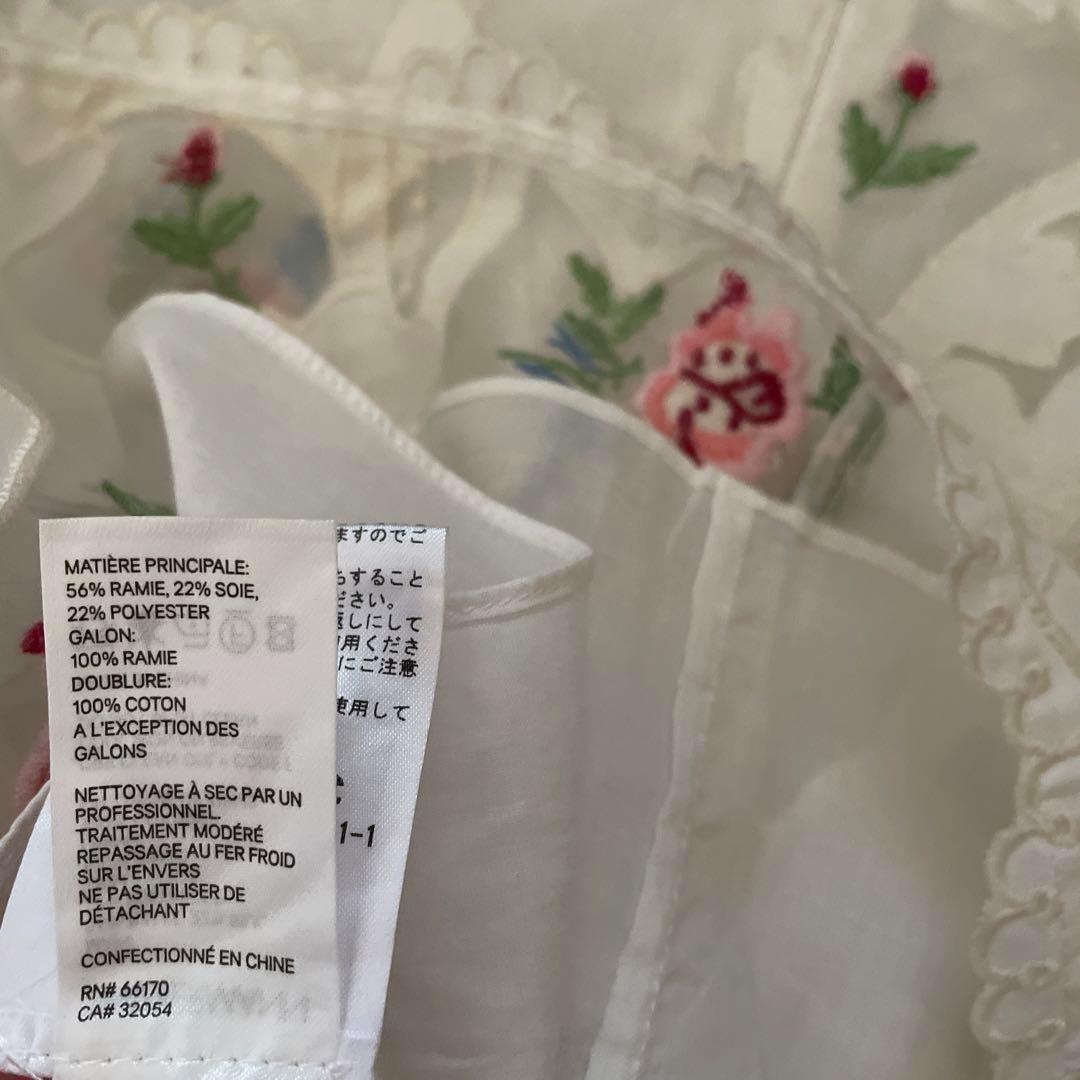 MATIÈRE PRINCIPALE:
56% RAMIE, 22% SOIE,
22% POLYESTER
GALON:
100% RAMIE
DOUBLURE:
100% COTON
A L'EXCEPTION DES
GALONS
NETTOYAGE À SEC PAR UN
PROFESSIONNEL.
TRAITEMENT MODÉRÉ
REPASSAGE AU FER FROID
SUR L'ENVERS
NE PAS UTILISER DE
DÉTACHANT
CONFECTIONNÉ EN CHINE
RN# 66170
CA# 32054
ますのでご
ちすること
ださい。
返しにして
用くださ
にご注意
使用して
1-1